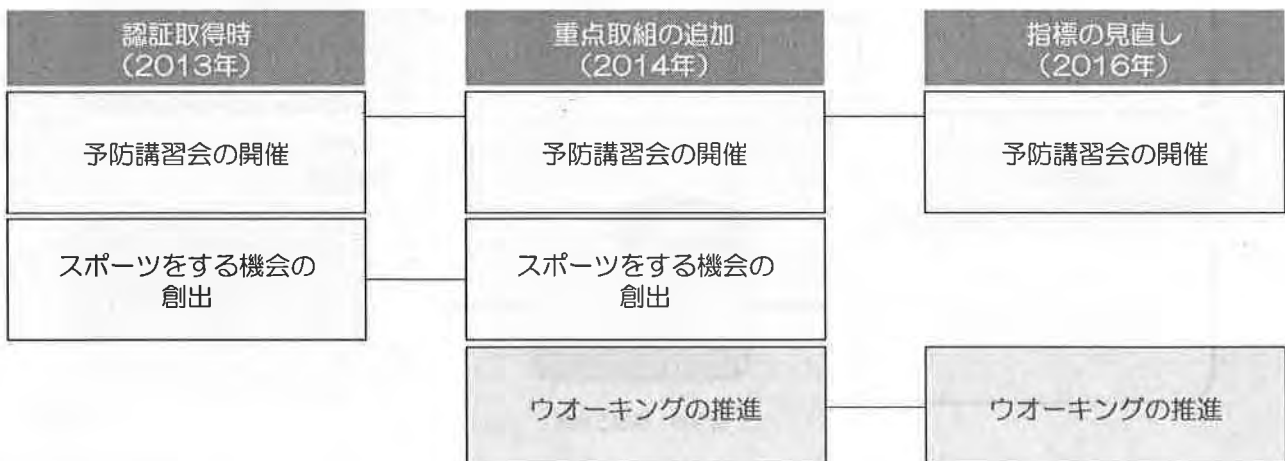 認証取得時
（2013年）
重点取組の追加
（2014年）
指標の見直し
（2016年）
予防講習会の開催
予防講習会の開催
予防講習会の開催
スポーツをする機会の
創出
スポーツをする機会の
創出
ウオーキングの推進
ウオーキングの推進